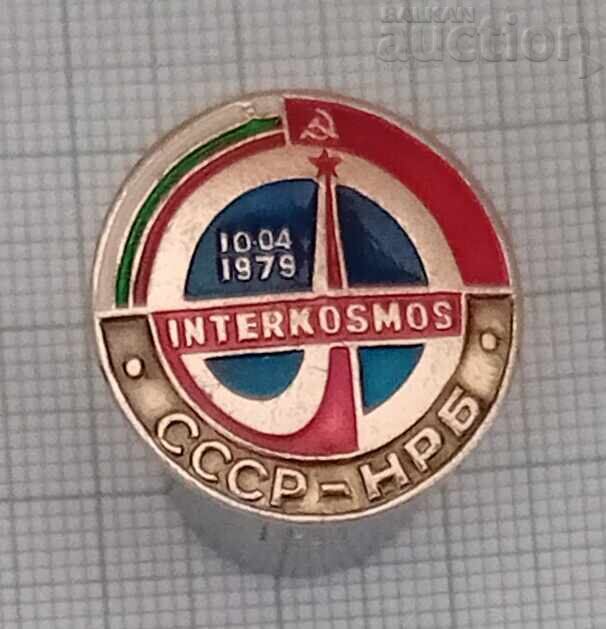 BALKAN
auction
10·04
1979
INTERKOSMOS
• СССР – НРБ •